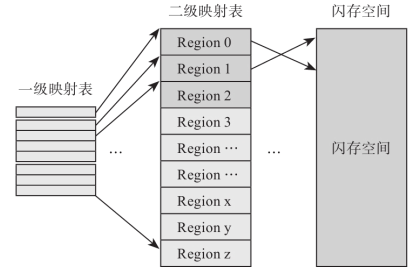 二级映射表
闪存空间
一级映射表
Region 0
Region 1
Region 2
Region 3
Region …
Region …
Region x
Region y
Region z
…
…
闪存空间